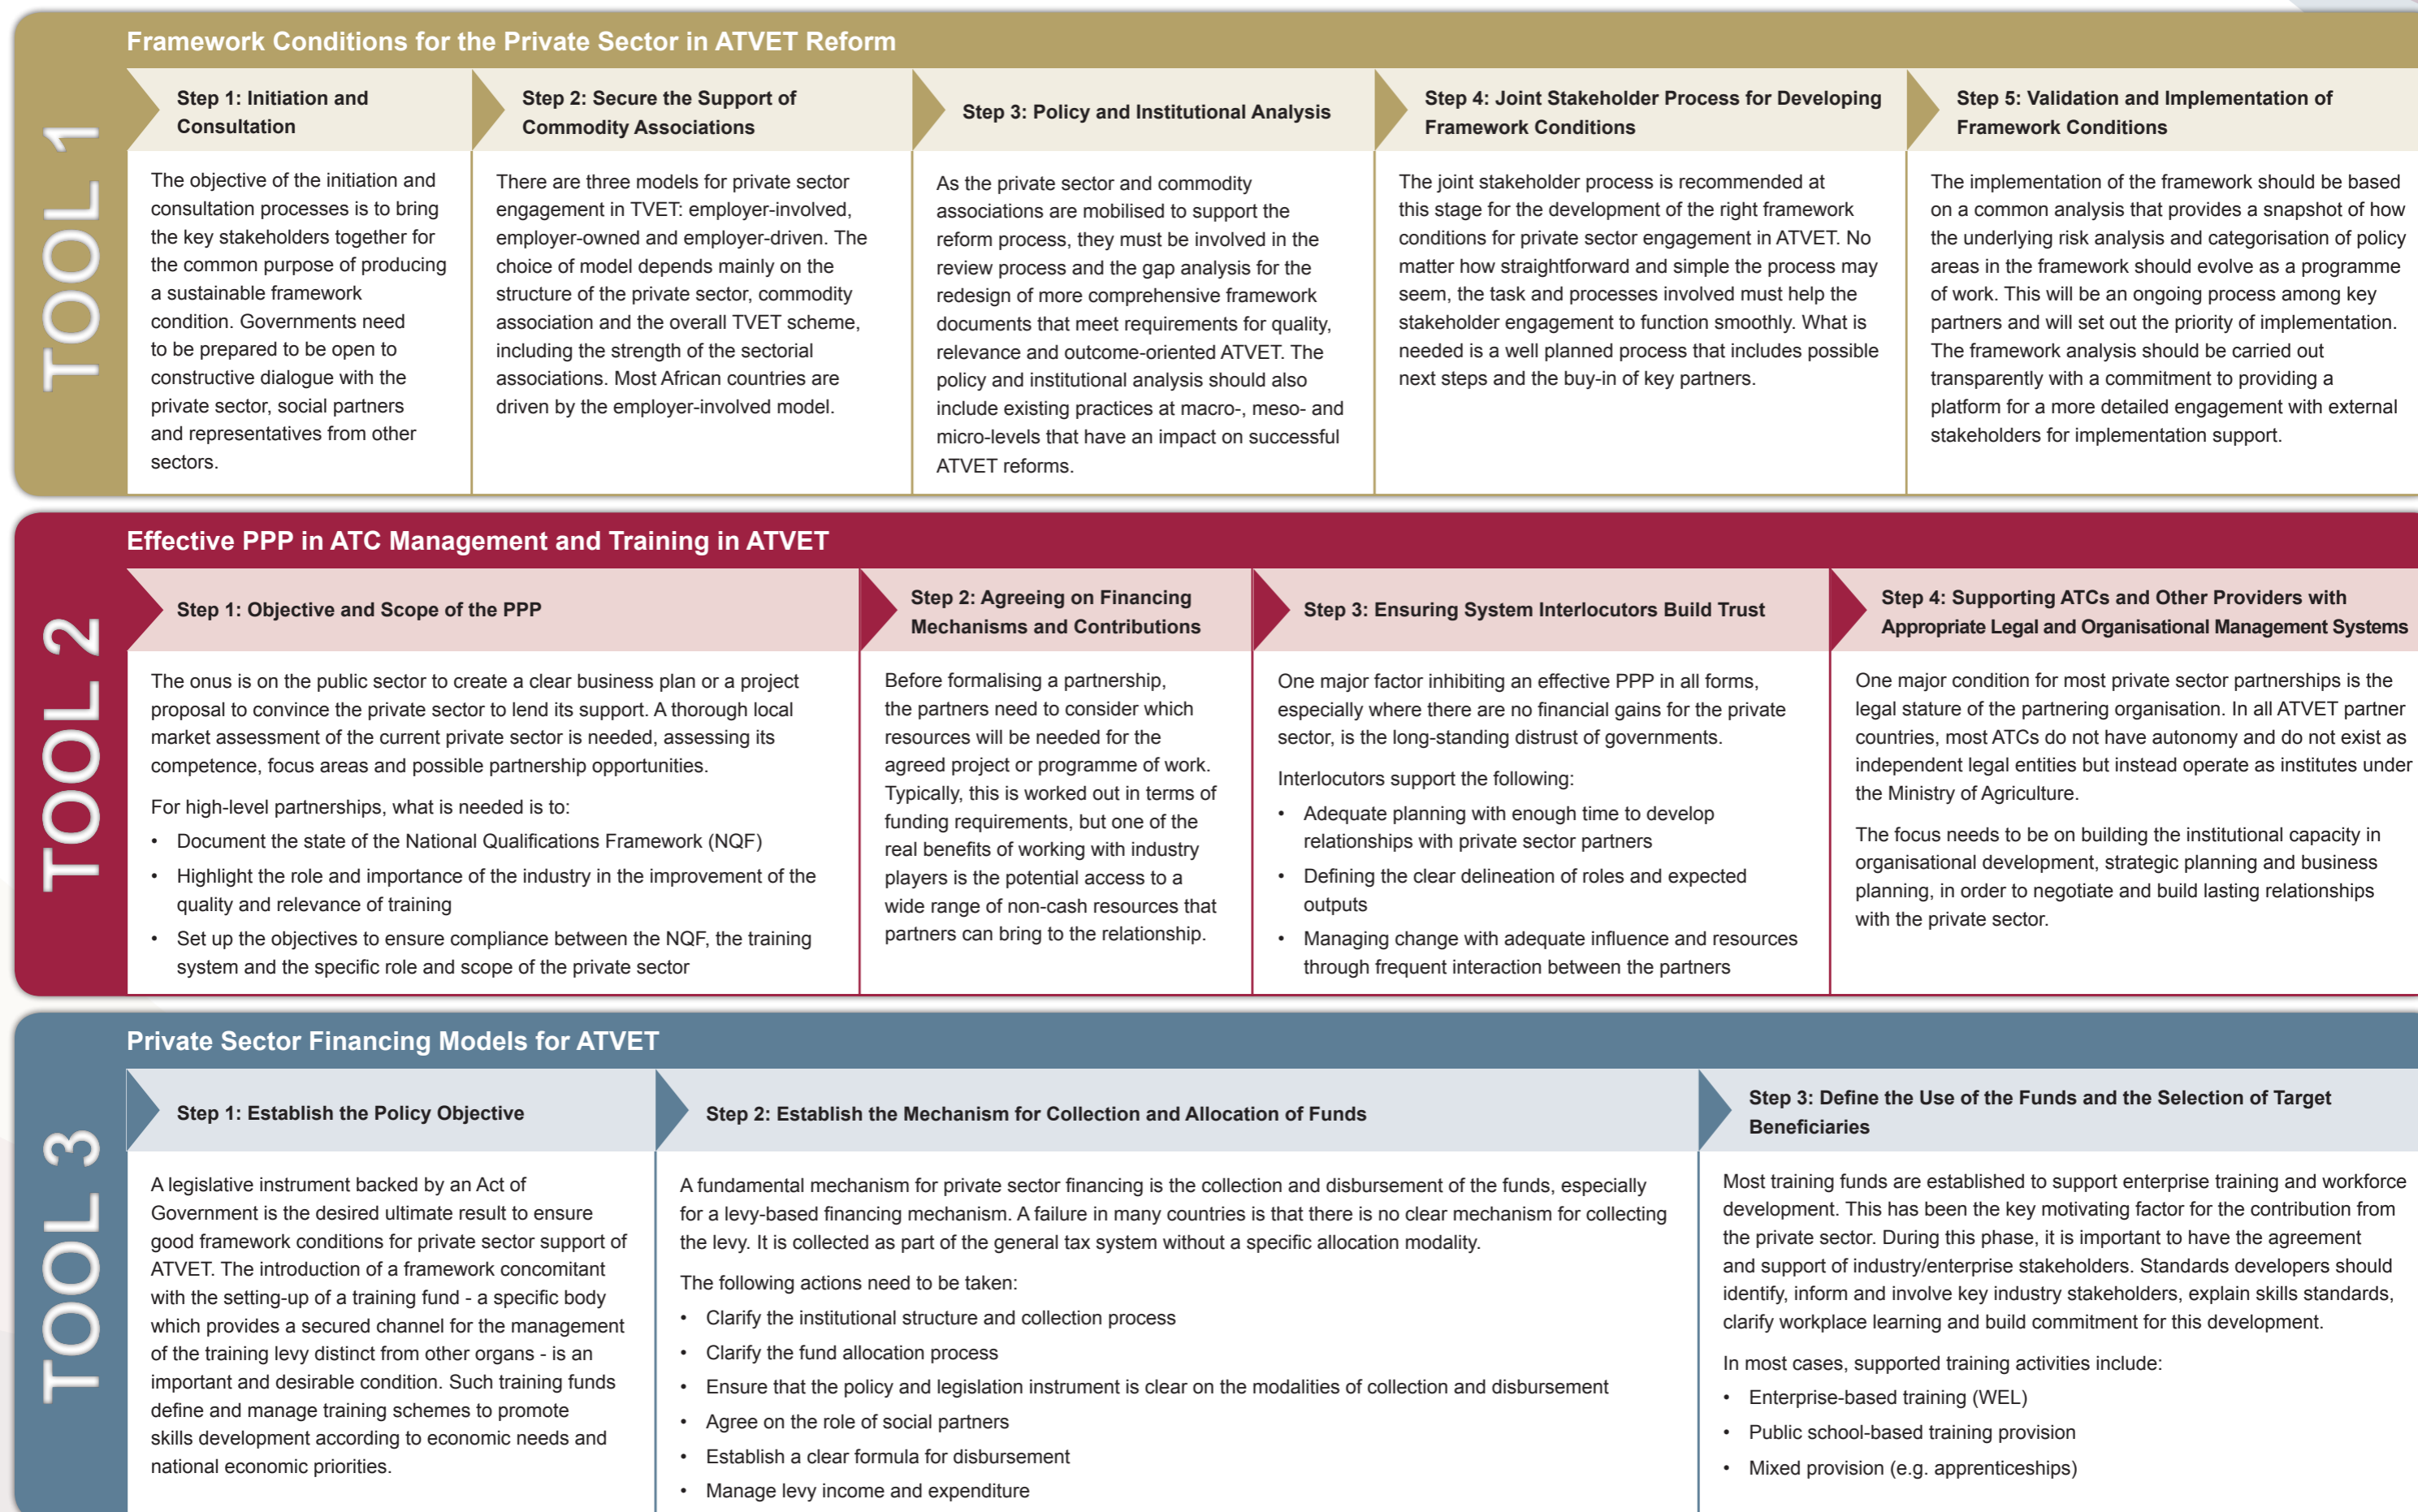 TOOL 1
Framework Conditions for the Private Sector in ATVET Reform
Step 1: Initiation and
Consultation
The objective of the initiation and
consultation processes is to bring
the key stakeholders together for
the common purpose of producing
a sustainable framework
condition. Governments need
to be prepared to be open to
constructive dialogue with the
private sector, social partners
and representatives from other
sectors.
Step 2: Secure the Support of
Commodity Associations
There are three models for private sector
engagement in TVET: employer-involved,
employer-owned and employer-driven. The
choice of model depends mainly on the
structure of the private sector, commodity
association and the overall TVET scheme,
including the strength of the sectorial
associations. Most African countries are
driven by the employer-involved model.
Step 3: Policy and Institutional Analysis
As the private sector and commodity
associations are mobilised to support the
reform process, they must be involved in the
review process and the gap analysis for the
redesign of more comprehensive framework
documents that meet requirements for quality,
relevance and outcome-oriented ATVET. The
policy and institutional analysis should also
include existing practices at macro-, meso- and
micro-levels that have an impact on successful
ATVET reforms.
Step 4: Joint Stakeholder Process for Developing
Framework Conditions
The joint stakeholder process is recommended at
this stage for the development of the right framework
conditions for private sector engagement in ATVET. No
matter how straightforward and simple the process may
seem, the task and processes involved must help the
stakeholder engagement to function smoothly. What is
needed is a well planned process that includes possible
next steps and the buy-in of key partners.
Step 5: Validation and Implementation of
Framework Conditions
The implementation of the framework should be based
on a common analysis that provides a snapshot of how
the underlying risk analysis and categorisation of policy
areas in the framework should evolve as a programme
of work. This will be an ongoing process among key
partners and will set out the priority of implementation.
The framework analysis should be carried out
transparently with a commitment to providing a
platform for a more detailed engagement with external
stakeholders for implementation support.
TOOL 2
Effective PPP in ATC Management and Training in ATVET
Step 1: Objective and Scope of the PPP
The onus is on the public sector to create a clear business plan or a project
proposal to convince the private sector to lend its support. A thorough local
market assessment of the current private sector is needed, assessing its
competence, focus areas and possible partnership opportunities.
For high-level partnerships, what is needed is to:
• Document the state of the National Qualifications Framework (NQF)
• Highlight the role and importance of the industry in the improvement of the
quality and relevance of training
• Set up the objectives to ensure compliance between the NQF, the training
system and the specific role and scope of the private sector
Step 2: Agreeing on Financing
Mechanisms and Contributions
Before formalising a partnership,
the partners need to consider which
resources will be needed for the
agreed project or programme of work.
Typically, this is worked out in terms of
funding requirements, but one of the
real benefits of working with industry
players is the potential access to a
wide range of non-cash resources that
partners can bring to the relationship.
Step 3: Ensuring System Interlocutors Build Trust
One major factor inhibiting an effective PPP in all forms,
especially where there are no financial gains for the private
sector, is the long-standing distrust of governments.
Interlocutors support the following:
• Adequate planning with enough time to develop
relationships with private sector partners
• Defining the clear delineation of roles and expected
outputs
• Managing change with adequate influence and resources
through frequent interaction between the partners
Step 4: Supporting ATCs and Other Providers with
Appropriate Legal and Organisational Management Systems
One major condition for most private sector partnerships is the
legal stature of the partnering organisation. In all ATVET partner
countries, most ATCs do not have autonomy and do not exist as
independent legal entities but instead operate as institutes under
the Ministry of Agriculture.
The focus needs to be on building the institutional capacity in
organisational development, strategic planning and business
planning, in order to negotiate and build lasting relationships
with the private sector.
TOOL 3
Private Sector Financing Models for ATVET
Step 1: Establish the Policy Objective
A legislative instrument backed by an Act of
Government is the desired ultimate result to ensure
good framework conditions for private sector support of
ATVET. The introduction of a framework concomitant
with the setting-up of a training fund - a specific body
which provides a secured channel for the management
of the training levy distinct from other organs - is an
important and desirable condition. Such training funds
define and manage training schemes to promote
skills development according to economic needs and
national economic priorities.
Step 2: Establish the Mechanism for Collection and Allocation of Funds
A fundamental mechanism for private sector financing is the collection and disbursement of the funds, especially
for a levy-based financing mechanism. A failure in many countries is that there is no clear mechanism for collecting
the levy. It is collected as part of the general tax system without a specific allocation modality.
The following actions need to be taken:
• Clarify the institutional structure and collection process
• Clarify the fund allocation process
• Ensure that the policy and legislation instrument is clear on the modalities of collection and disbursement
• Agree on the role of social partners
• Establish a clear formula for disbursement
• Manage levy income and expenditure
Step 3: Define the Use of the Funds and the Selection of Target
Beneficiaries
Most training funds are established to support enterprise training and workforce
development. This has been the key motivating factor for the contribution from
the private sector. During this phase, it is important to have the agreement
and support of industry/enterprise stakeholders. Standards developers should
identify, inform and involve key industry stakeholders, explain skills standards,
clarify workplace learning and build commitment for this development.
In most cases, supported training activities include:
• Enterprise-based training (WEL)
• Public school-based training provision
• Mixed provision (e.g. apprenticeships)